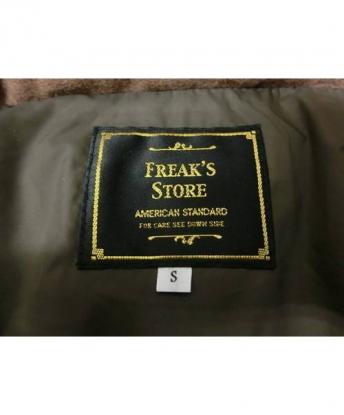 FREAK'S
STORE
AMERICAN STANDARD
FOR CARE SEE DOWN SIDE
S